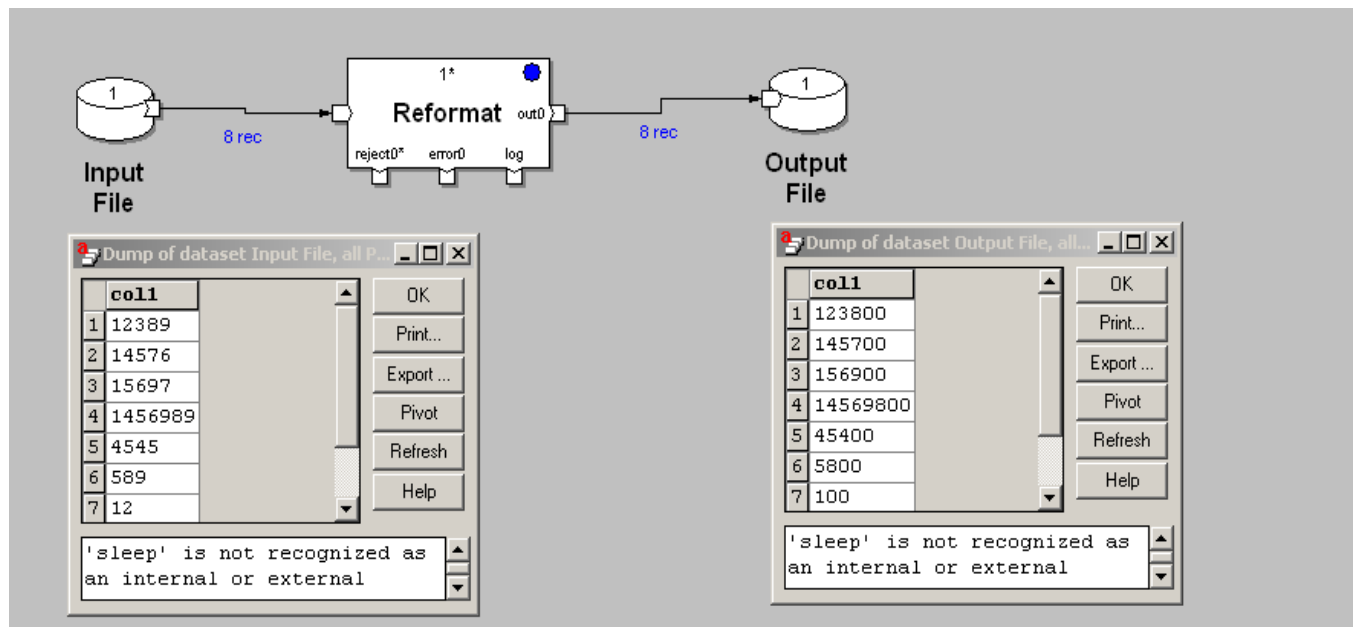 1
1*
1
Reformat
out0
8 rec
8 rec
reject0*
error0
log
Input
File
Output
File
Dump of dataset Input File, all P...
col1
1 12389
2 14576
3 15697
4 1456989
5 4545
6 589
7 12
OK
Print...
Export ...
Pivot
Refresh
Help
'sleep' is not recognized as
an internal or external
Dump of dataset Output File, all...
col1
1 123800
2 145700
3 156900
4 14569800
5 45400
6 5800
7 100
OK
Print...
Export ...
Pivot
Refresh
Help
'sleep' is not recognized as
an internal or external